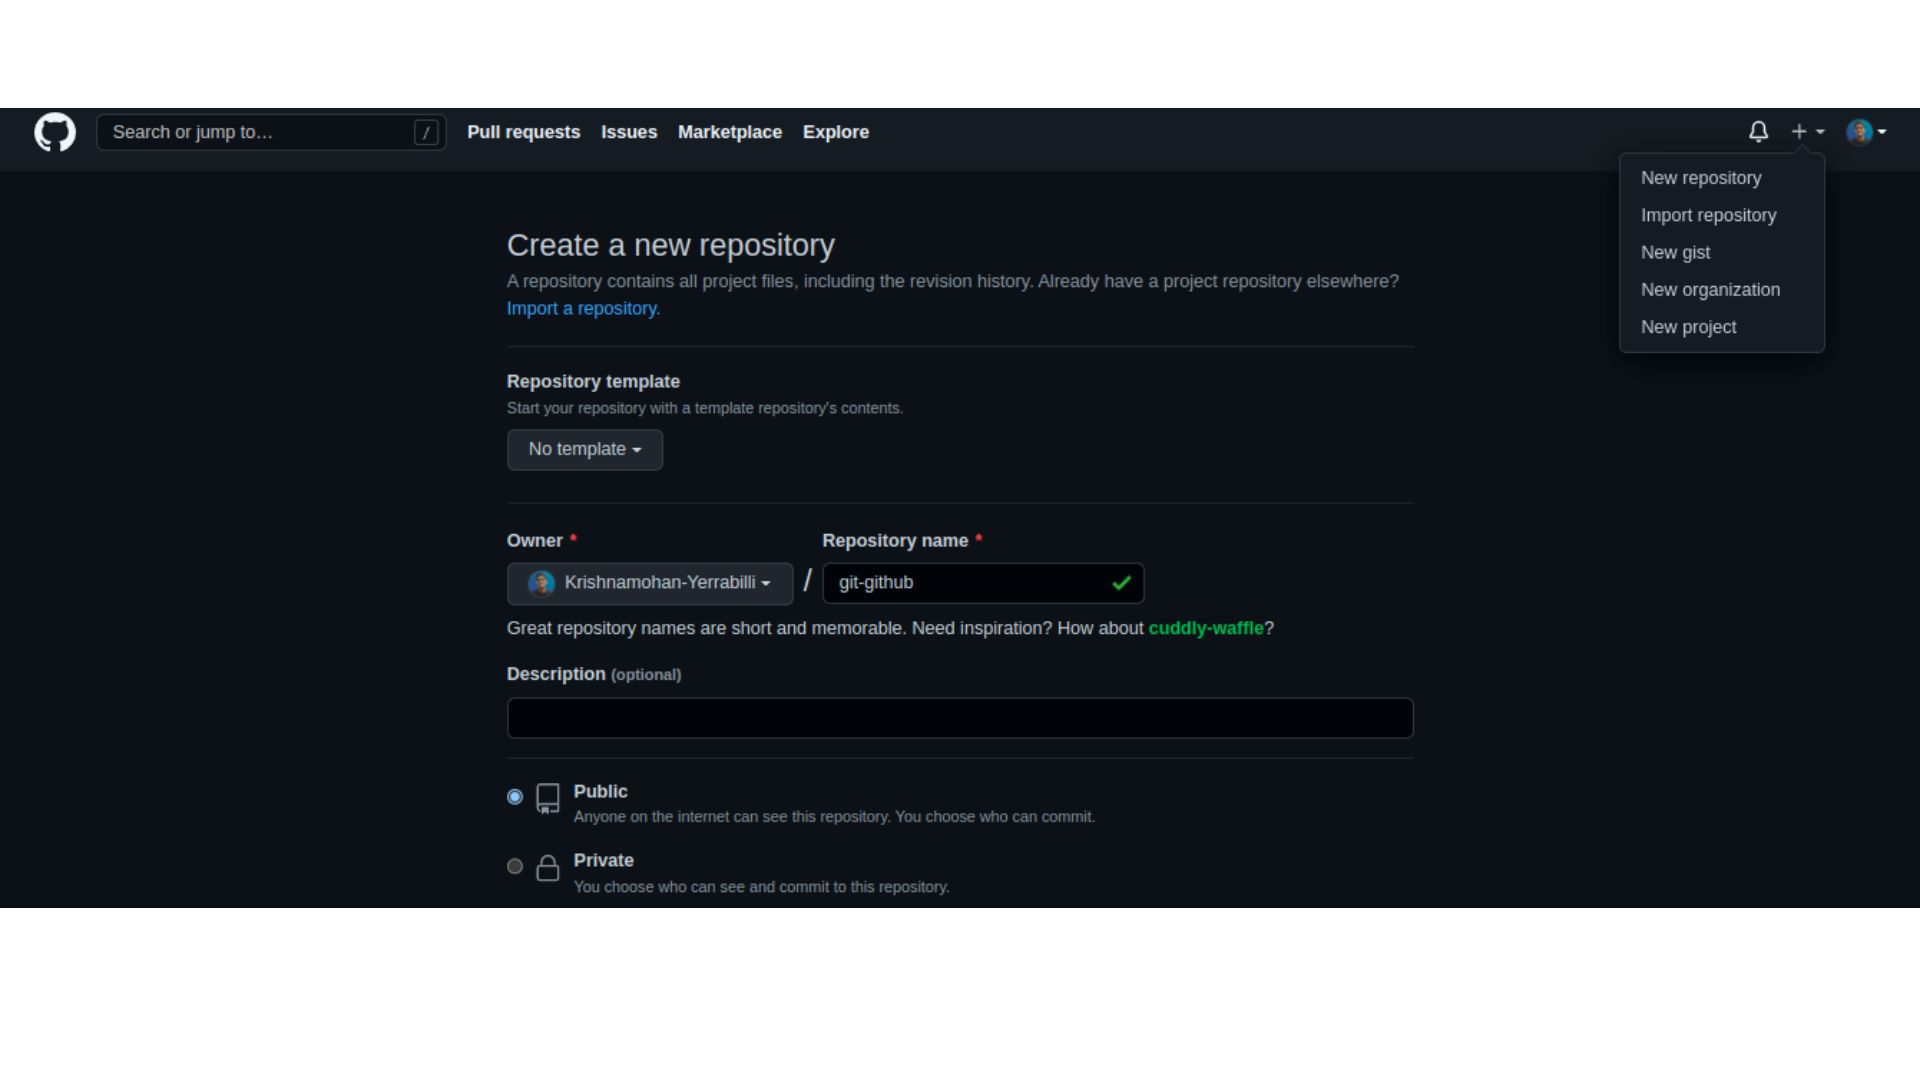 Search or jump to…
/
Pull requests Issues Marketplace Explore
New repository
Import repository
New gist
New organization
New project
Create a new repository
A repository contains all project files, including the revision history. Already have a project repository elsewhere?
Import a repository.
Repository template
Start your repository with a template repository's contents.
No template
Owner * Repository name *
Krishnamohan-Yerrabilli / git-github
Great repository names are short and memorable. Need inspiration? How about cuddly-waffle?
Description (optional)
Public
Anyone on the internet can see this repository. You choose who can commit.
Private
You choose who can see and commit to this repository.